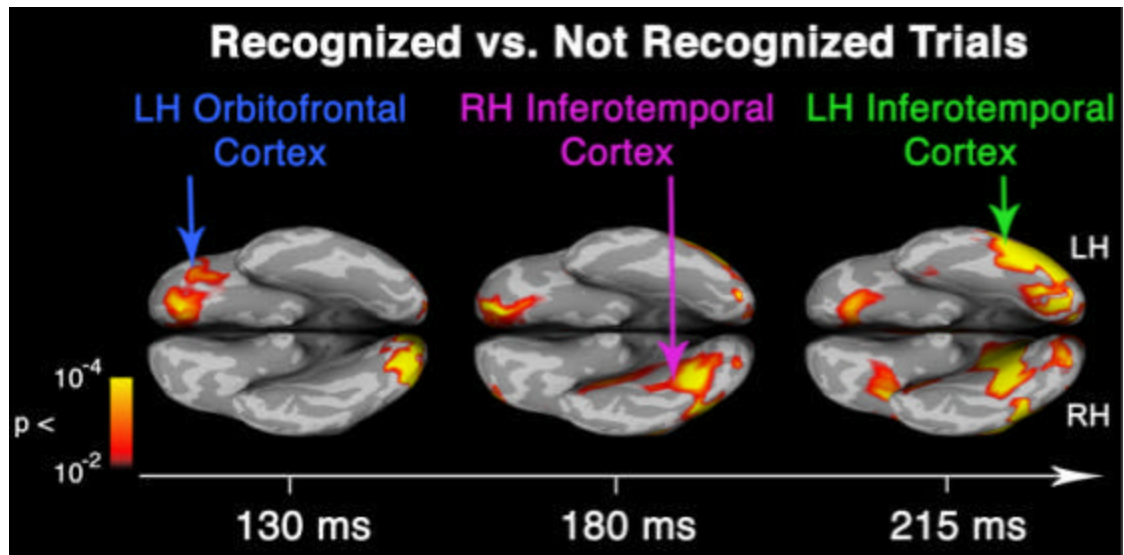 Recognized vs. Not Recognized Trials
LH Orbitofrontal
Cortex
RH Inferotemporal
Cortex
LH Inferotemporal
Cortex
LH
10⁻⁴
p <
10⁻²
RH
130 ms
180 ms
215 ms